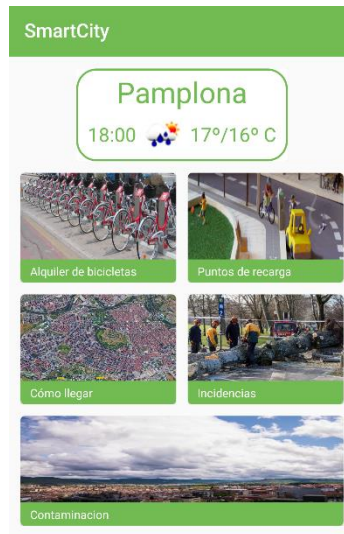 SmartCity
Pamplona
18:00 17º/16º C
Alquiler de bicicletas
Puntos de recarga
Cómo llegar
Incidencias
Contaminacion